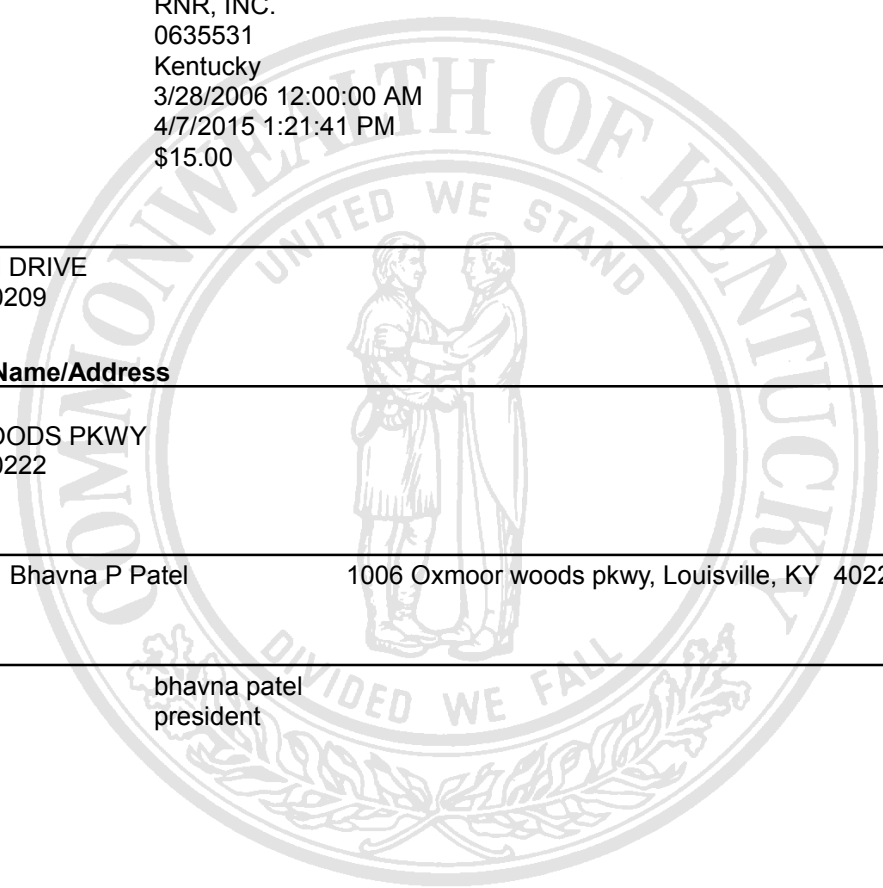 RNR, INC.
0635531
Kentucky
3/28/2006 12:00:00 AM
4/7/2015 1:21:41 PM
$15.00
COMMONWEALTH OF KENTUCKY
UNITED WE STAND
DRIVE
0209
Name/Address
OODS PKWY
0222
Bhavna P Patel 1006 Oxmoor woods pkwy, Louisville, KY 4022
DIVIDED WE FALL
bhavna patel
president